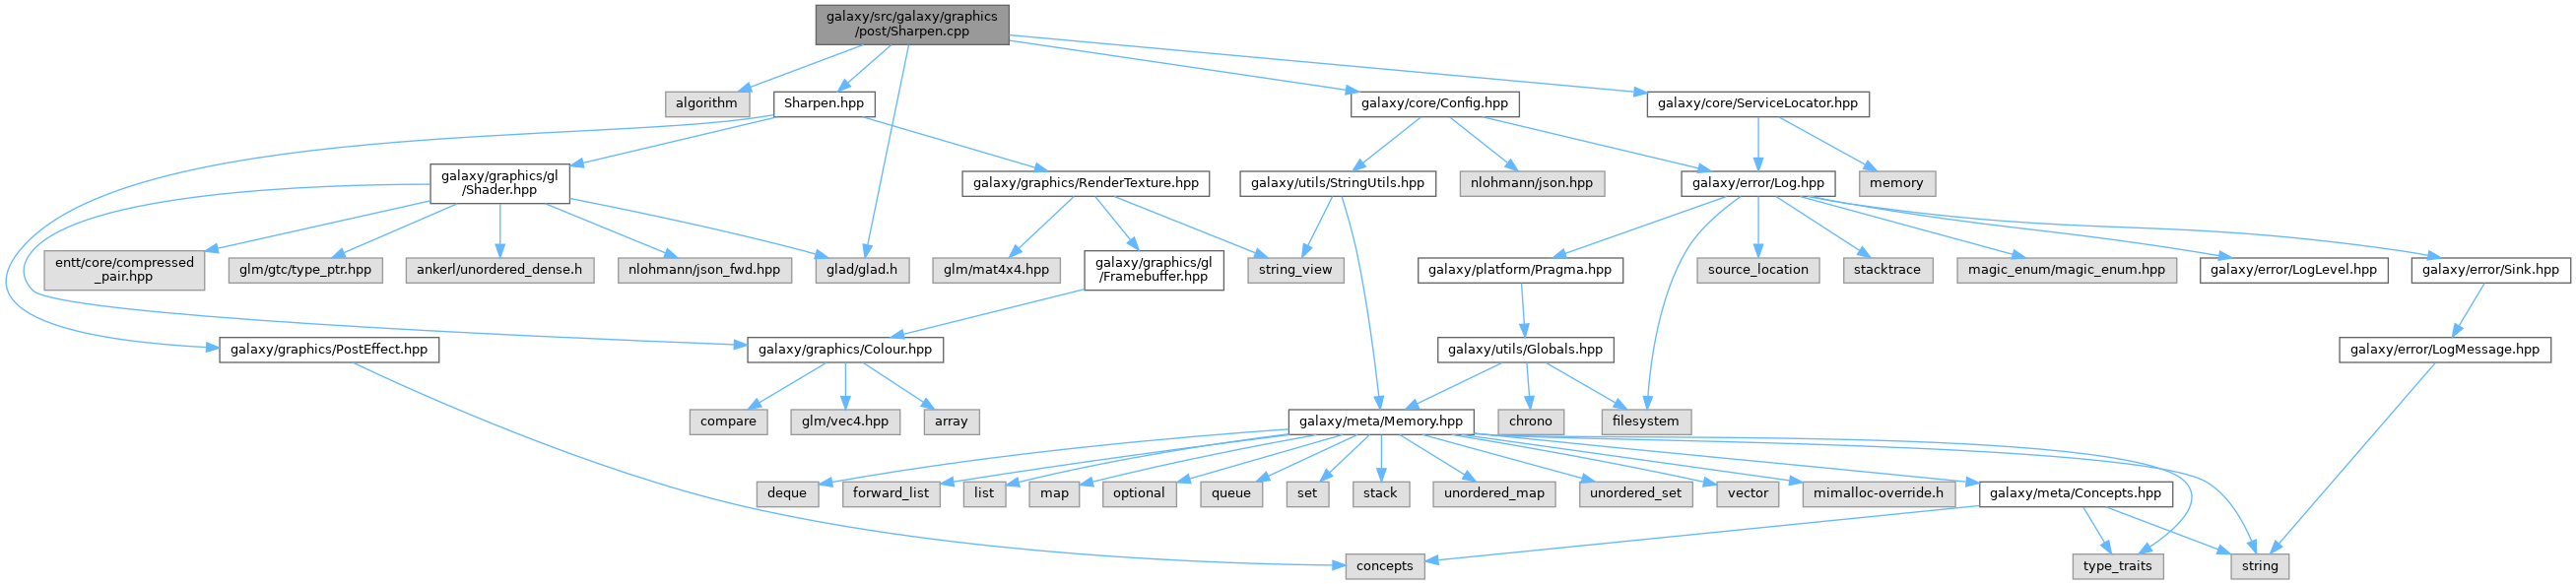 galaxy/src/galaxy/graphics
/post/Sharpen.cpp
algorithm
Sharpen.hpp
galaxy/core/Config.hpp
galaxy/core/ServiceLocator.hpp
galaxy/graphics/gl
/Shader.hpp
galaxy/graphics/RenderTexture.hpp
galaxy/utils/StringUtils.hpp
nlohmann/json.hpp
galaxy/error/Log.hpp
memory
entt/core/compressed
_pair.hpp
glm/gtc/type_ptr.hpp
ankerl/unordered_dense.h
nlohmann/json_fwd.hpp
glad/glad.h
glm/mat4x4.hpp
galaxy/graphics/gl
/Framebuffer.hpp
string_view
galaxy/platform/Pragma.hpp
source_location
stacktrace
magic_enum/magic_enum.hpp
galaxy/error/LogLevel.hpp
galaxy/error/Sink.hpp
galaxy/graphics/PostEffect.hpp
galaxy/graphics/Colour.hpp
galaxy/utils/Globals.hpp
galaxy/error/LogMessage.hpp
compare
glm/vec4.hpp
array
galaxy/meta/Memory.hpp
chrono
filesystem
deque
forward_list
list
map
optional
queue
set
stack
unordered_map
unordered_set
vector
mimalloc-override.h
galaxy/meta/Concepts.hpp
concepts
type_traits
string